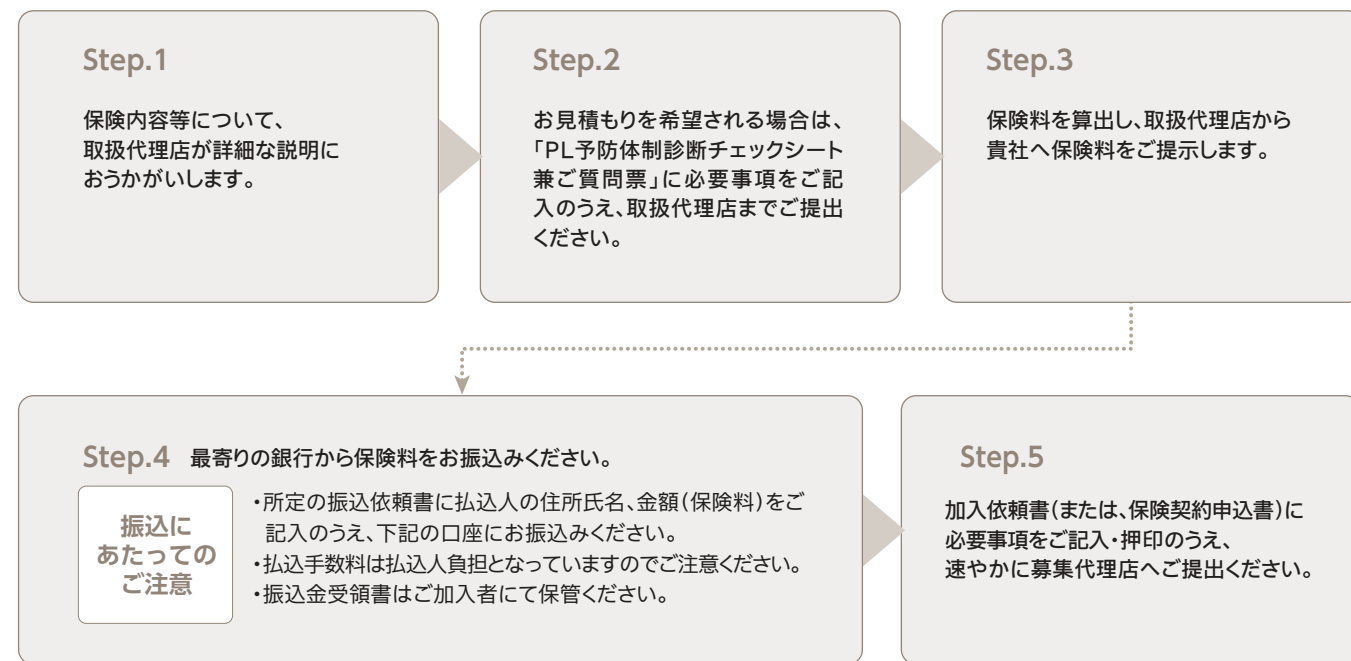 Step.1
保険内容等について、
取扱代理店が詳細な説明に
おうかがいします。
Step.2
お見積もりを希望される場合は、
「PL予防体制診断チェックシート
兼ご質問票」に必要事項をご記
入のうえ、取扱代理店までご提出
ください。
Step.3
保険料を算出し、取扱代理店から
貴社へ保険料をご提示します。
Step.4 最寄りの銀行から保険料をお振込みください。
振込に
あたっての
ご注意
・所定の振込依頼書に払込人の住所氏名、金額(保険料)をご
記入のうえ、下記の口座にお振込みください。
・払込手数料は払込人負担となっていますのでご注意ください。
・振込金受領書はご加入者にて保管ください。
Step.5
加入依頼書(または、保険契約申込書)に
必要事項をご記入・押印のうえ、
速やかに募集代理店へご提出ください。